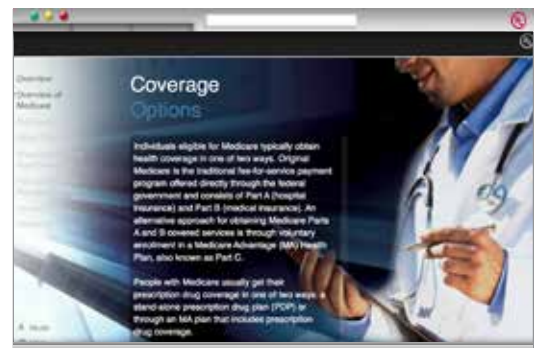 Overview
Overview of
Medicare
Coverage
Options
Individuals eligible for Medicare typically obtain
health coverage in one of two ways. Original
Medicare is the traditional fee-for-service payment
program offered directly through the federal
government and consists of Part A (hospital
insurance) and Part B (medical insurance). An
alternative approach for obtaining Medicare Parts
A and B covered services is through voluntary
enrollment in a Medicare Advantage (MA) Health
Plan, also known as Part C.
People with Medicare usually get their
prescription drug coverage in one of two ways: a
stand-alone prescription drug plan (PDP) or
through an MA plan that includes prescription
drug coverage.